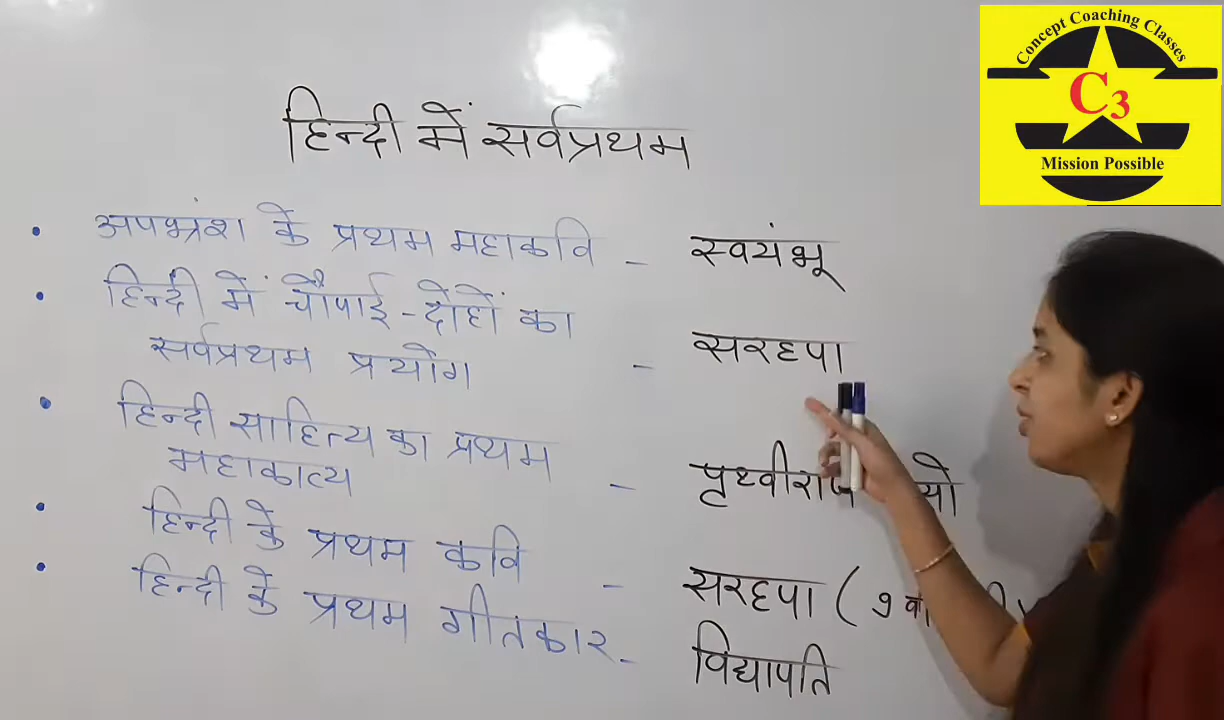 Concept Coaching Classes
C3
Mission Possible
हिन्दी में सर्वप्रथम
• अपभ्रंश के प्रथम महाकवि - स्वयंभू
• हिन्दी में चौपाई-दोहों का
सर्वप्रथम प्रयोग - सरहपा
• हिन्दी साहित्य का प्रथम
महाकाव्य -
• हिन्दी के प्रथम कवि - सरहपा ( 9 वी
• हिन्दी के प्रथम गीतकार - विद्यापति